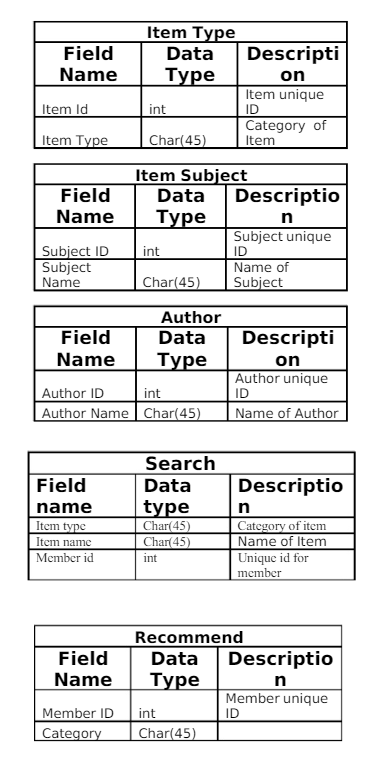 Item Type
Field Name Data Type Descripti on
Item Id int Item unique ID
Item Type Char(45) Category of Item
Item Subject
Field Name Data Type Descriptio n
Subject ID int Subject unique ID
Subject Name Char(45) Name of Subject
Author
Field Name Data Type Descripti on
Author ID int Author unique ID
Author Name Char(45) Name of Author
Search
Field name Data type Descriptio n
Item type Char(45) Category of item
Item name Char(45) Name of Item
Member id int Unique id for member
Recommend
Field Name Data Type Descriptio n
Member ID int Member unique ID
Category Char(45)